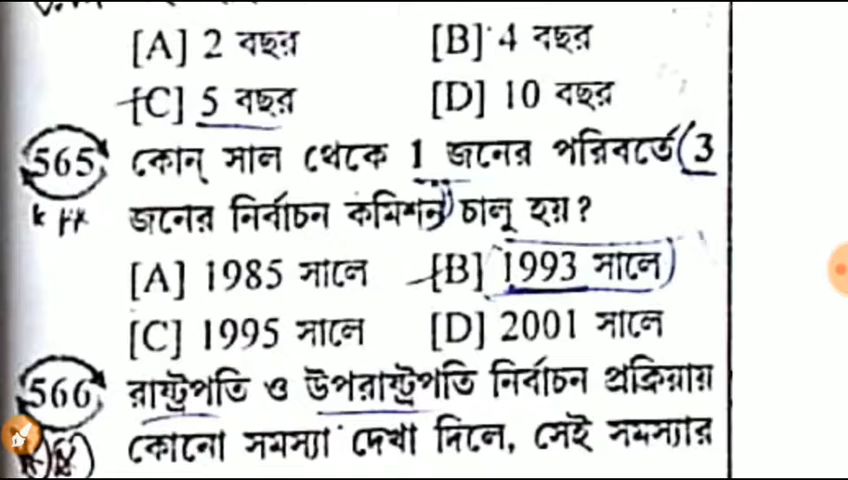 [A] 2 বছর [B] 4 বছর
[C] 5 বছর [D] 10 বছর
565 কোন্ সাল থেকে 1 জনের পরিবর্তে (3
জনের নির্বাচন কমিশন) চালু হয়?
[A] 1985 সালে [B] 1993 সালে
[C] 1995 সালে [D] 2001 সালে
566 রাষ্ট্রপতি ও উপরাষ্ট্রপতি নির্বাচন প্রক্রিয়ায়
কোনো সমস্যা দেখা দিলে, সেই সমস্যার